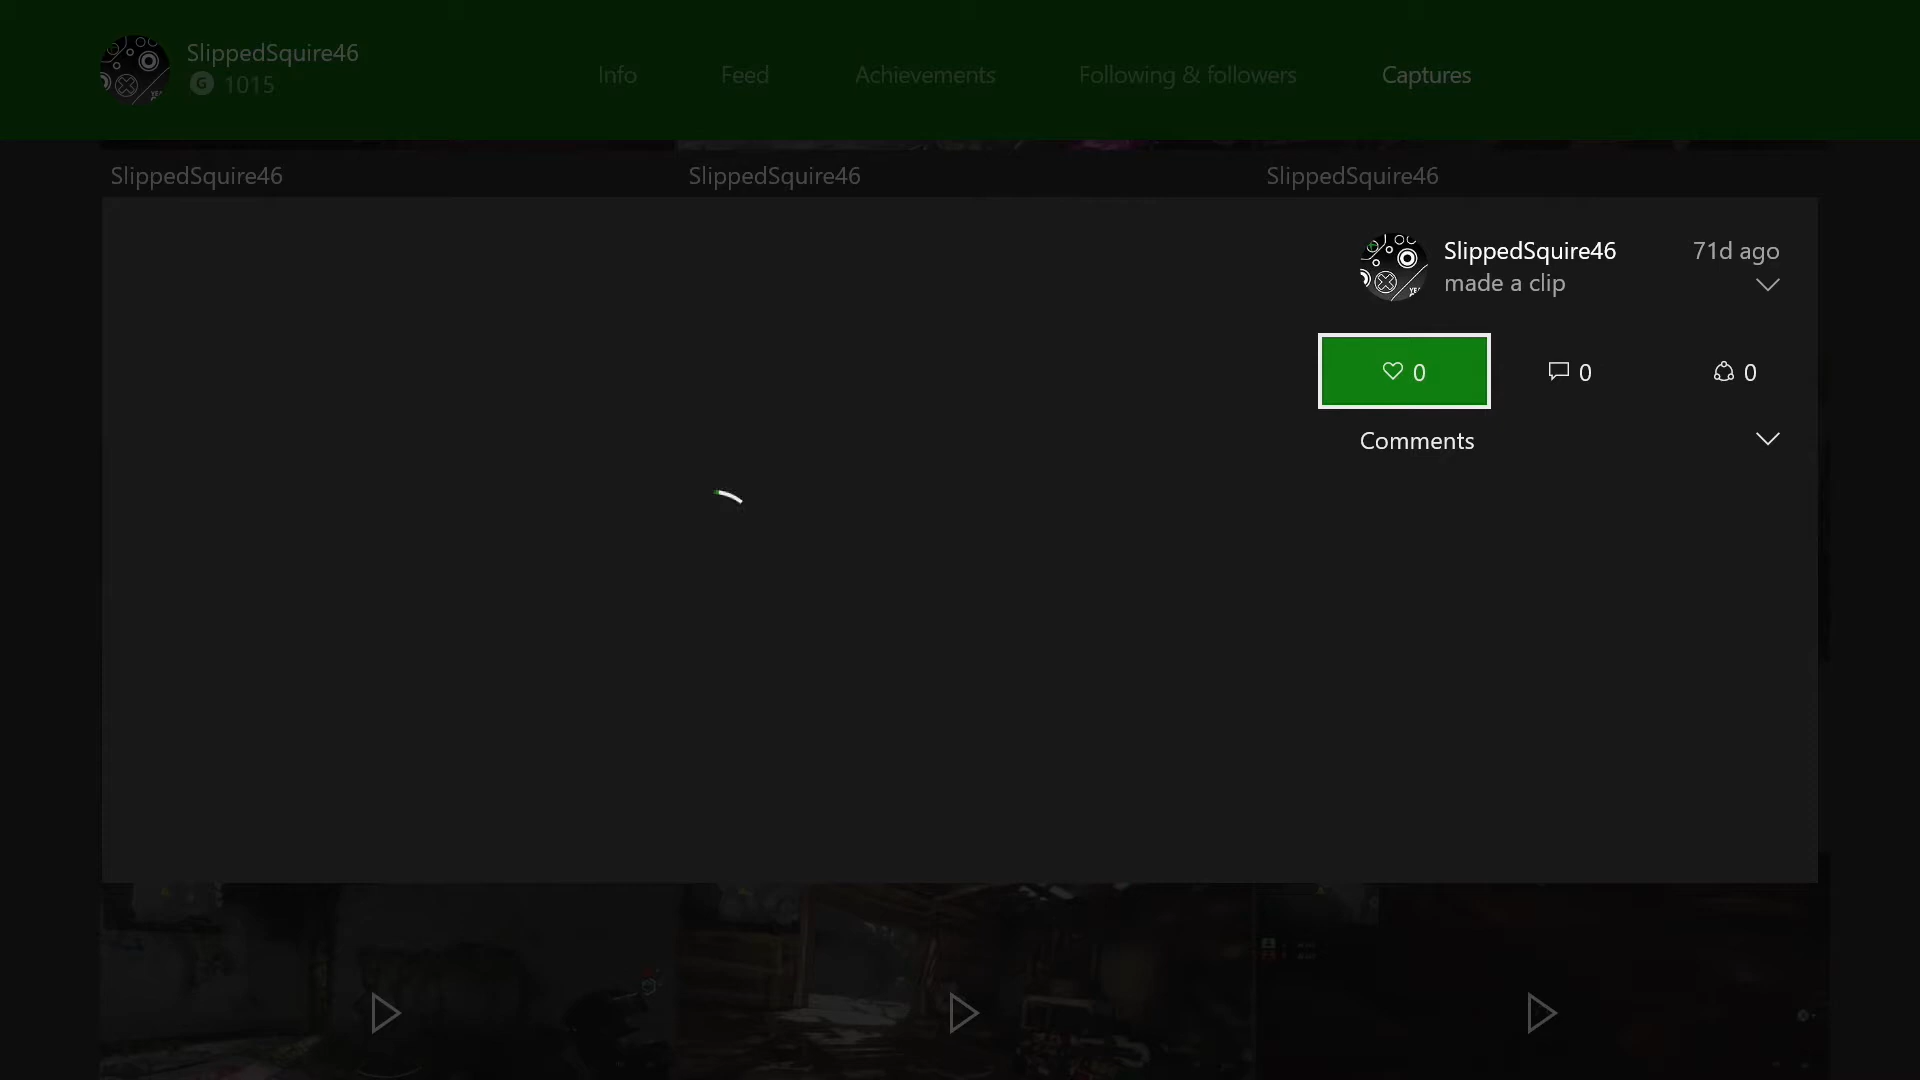 SlippedSquire46
G 1015
Info
Feed
Achievements
Following & followers
Captures
SlippedSquire46
SlippedSquire46
SlippedSquire46
SlippedSquire46
71d ago
made a clip
0
0
0
Comments